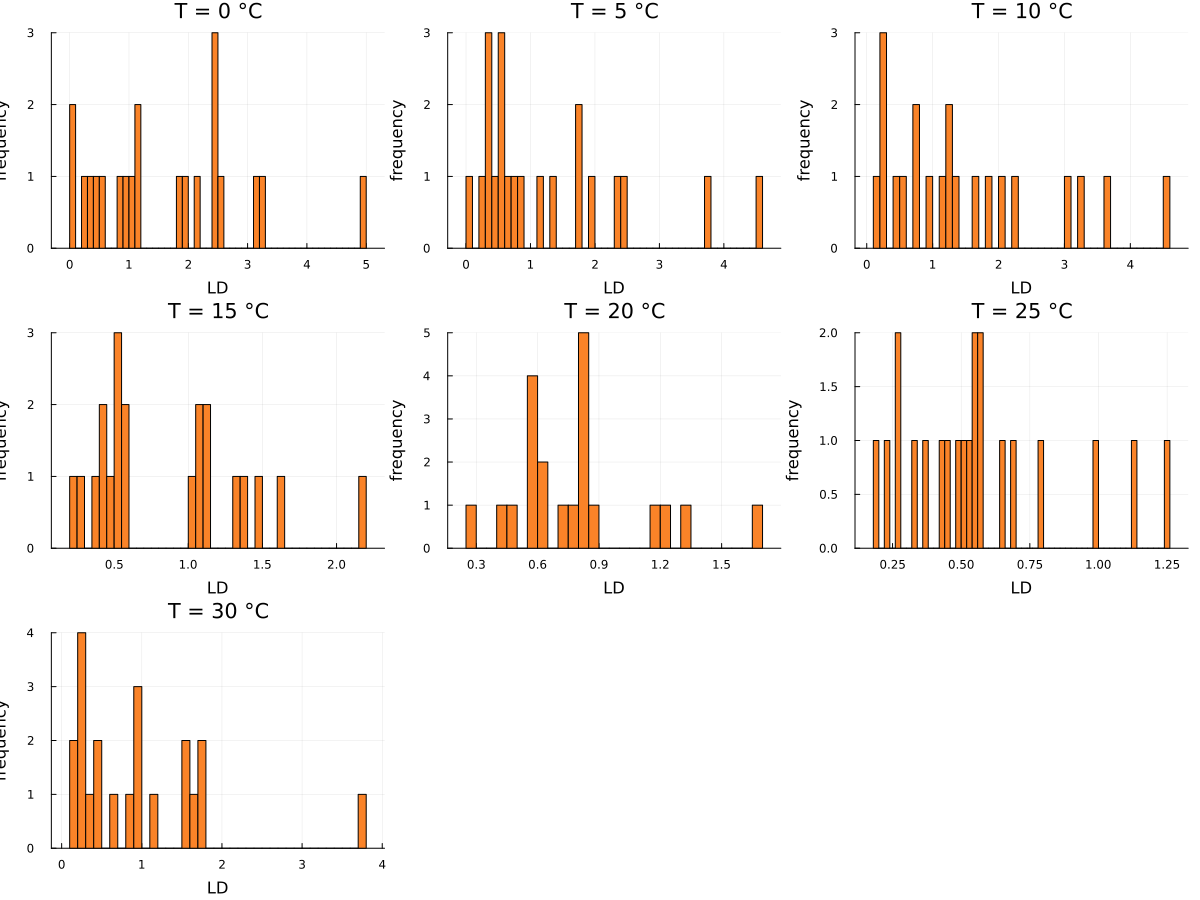 T = 0 °C
T = 5 °C
T = 10 °C
frequency
3
2
1
0
0 1 2 3 4 5
LD
frequency
3
2
1
0
0 1 2 3 4
LD
frequency
3
2
1
0
0 1 2 3 4
LD
T = 15 °C
T = 20 °C
T = 25 °C
frequency
3
2
1
0
0.5 1.0 1.5 2.0
LD
frequency
5
4
3
2
1
0
0.3 0.6 0.9 1.2 1.5
LD
frequency
2.0
1.5
1.0
0.5
0.0
0.25 0.50 0.75 1.00 1.25
LD
T = 30 °C
frequency
4
3
2
1
0
0 1 2 3 4
LD